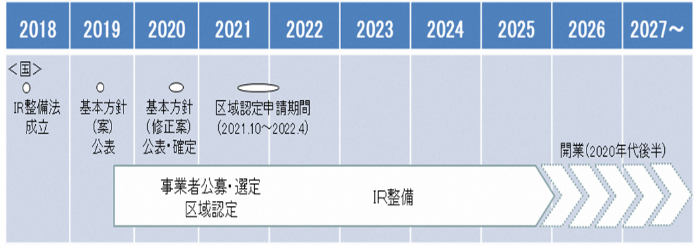 2018 2019 2020 2021 2022 2023 2024 2025 2026 2027～
＜国＞
IR整備法
成立
基本方針
(案)
公表
基本方針
(修正案)
公表・確定
区域認定申請期間
(2021.10～2022.4)
開業(2020年代後半)
事業者公募・選定
区域認定
IR整備